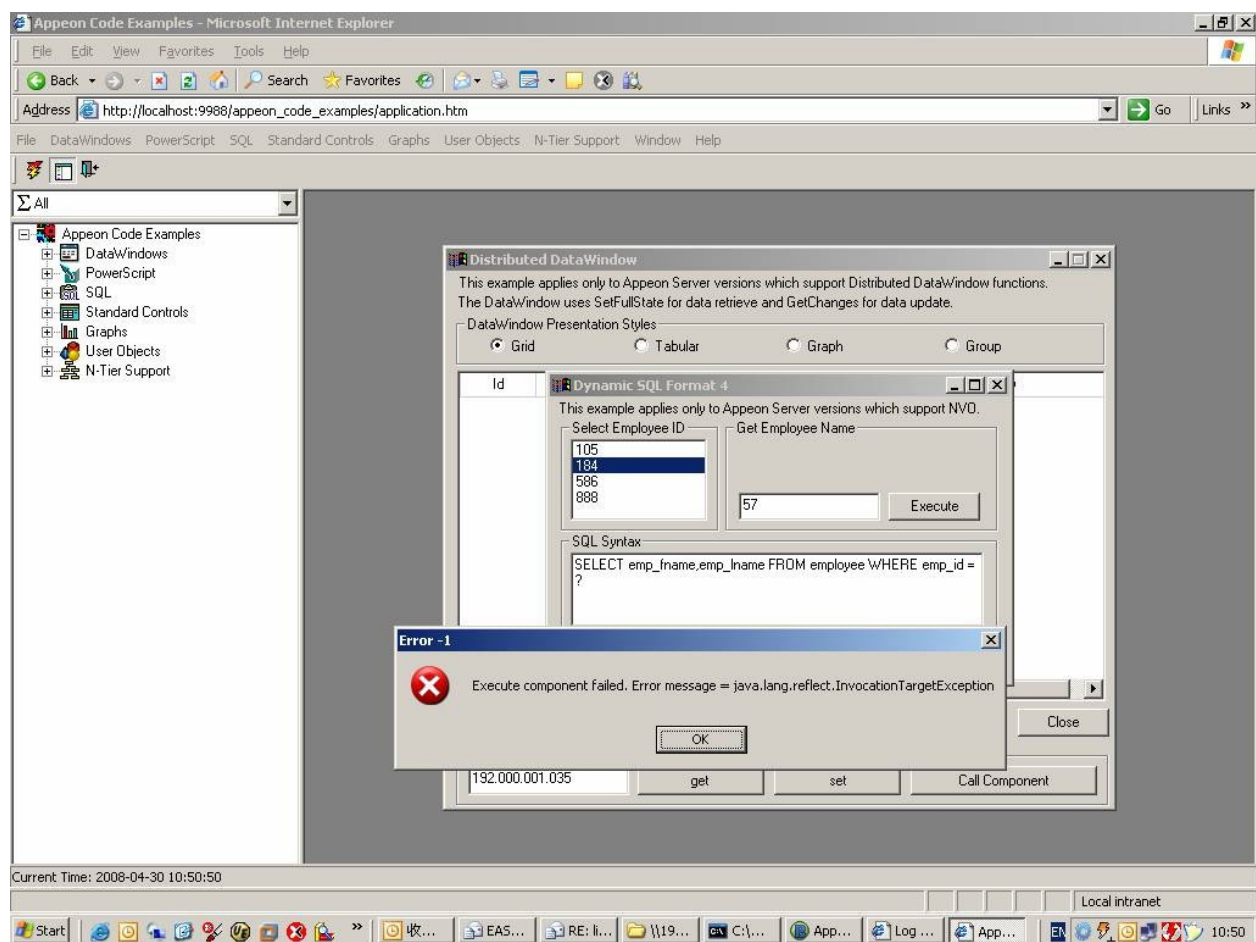 Appeon Code Examples - Microsoft Internet Explorer
File Edit View Favorites Tools Help
Back Search Favorites
Address http://localhost:9988/appeon_code_examples/application.htm Go Links »
File DataWindows PowerScript SQL Standard Controls Graphs User Objects N-Tier Support Window Help
Σ All
Appeon Code Examples
DataWindows
PowerScript
SQL
Standard Controls
Graphs
User Objects
N-Tier Support
Distributed DataWindow
This example applies only to Appeon Server versions which support Distributed DataWindow functions.
The DataWindow uses SetFullState for data retrieve and GetChanges for data update.
DataWindow Presentation Styles
Grid Tabular Graph Group
Id
Dynamic SQL Format 4
This example applies only to Appeon Server versions which support NVO.
Select Employee ID Get Employee Name
105
184
586
888
57 Execute
SQL Syntax
SELECT emp_fname,emp_lname FROM employee WHERE emp_id =
?
Error -1
Execute component failed. Error message = java.lang.reflect.InvocationTargetException
OK
Close
192.000.001.035 get set Call Component
Current Time: 2008-04-30 10:50:50
Local intranet
Start » 收... EAS... RE: li... \\19... C:\... App... Log ... App... EN 10:50